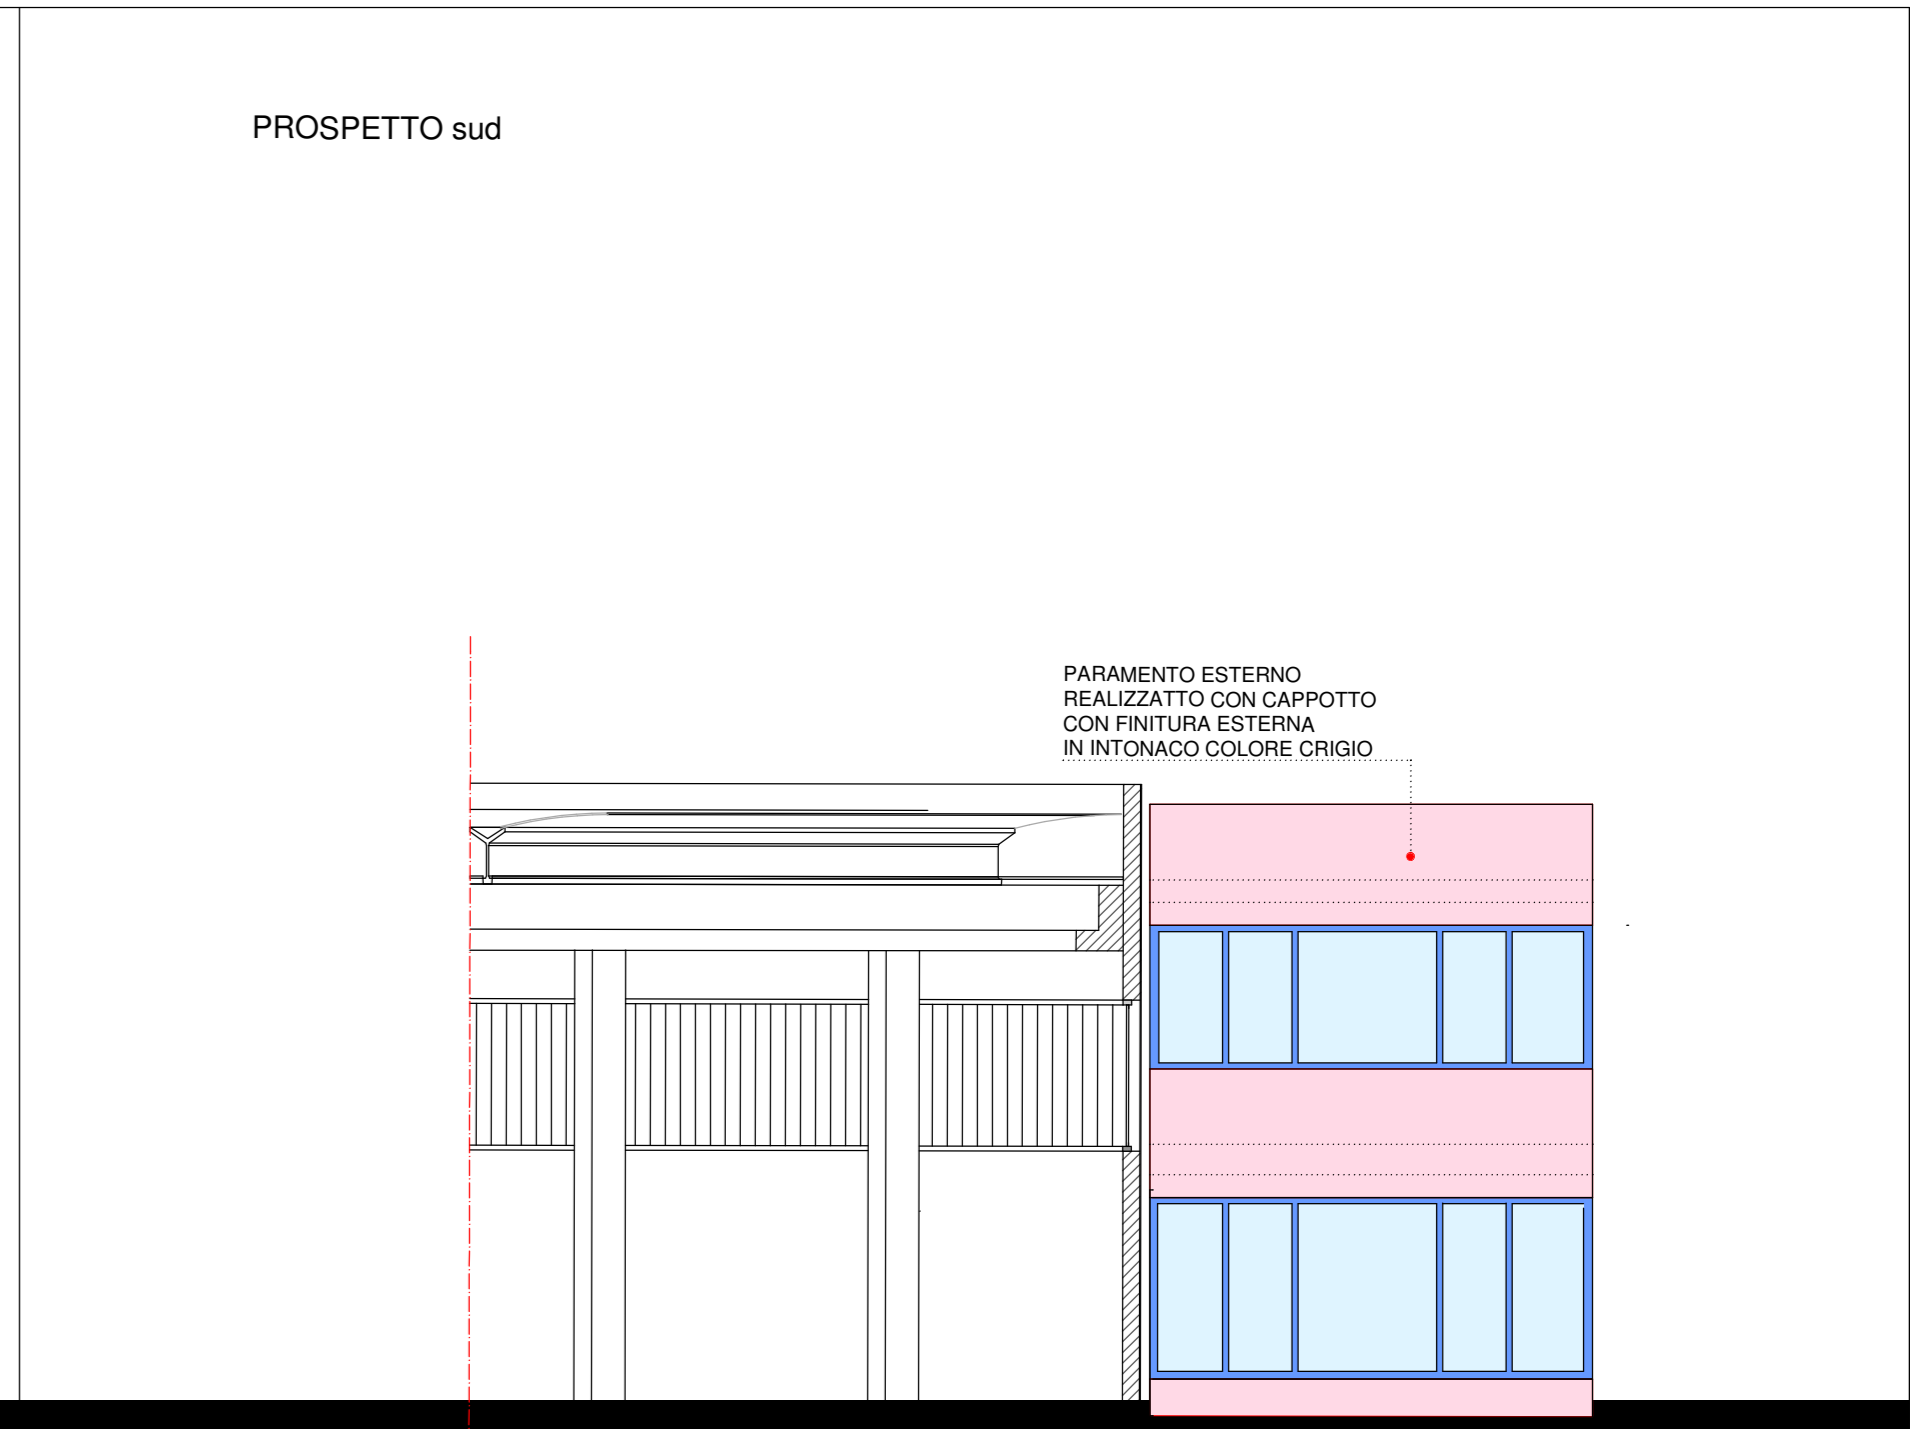 PROSPETTO sud
PARAMENTO ESTERNO
REALIZZATTO CON CAPPOTTO
CON FINITURA ESTERNA
IN INTONACO COLORE CRIGIO